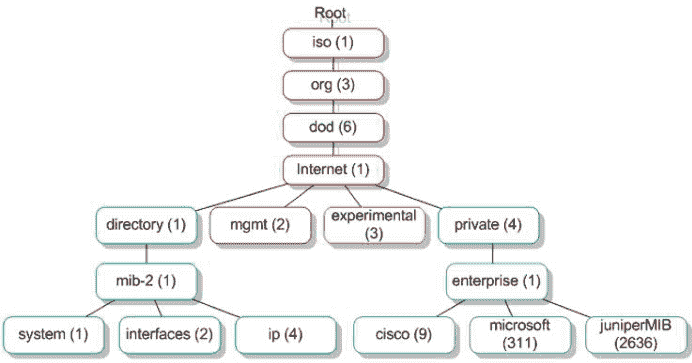 Root
iso (1)
org (3)
dod (6)
Internet (1)
directory (1)
mgmt (2)
experimental
(3)
private (4)
mib-2 (1)
enterprise (1)
system (1)
interfaces (2)
ip (4)
cisco (9)
microsoft
(311)
juniperMIB
(2636)